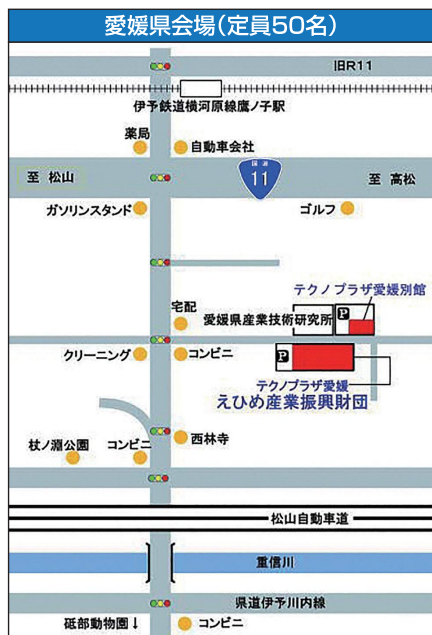 愛媛県会場（定員50名）
旧R11
伊予鉄道横河原線鷹ノ子駅
薬局
自動車会社
至 松山
国道
11
至 高松
ガソリンスタンド
ゴルフ
テクノ プラザ愛媛別館
宅配
愛媛県産業技術研究所
P
クリーニング
コンビニ
P
テクノプラザ愛媛
えひめ産業振興財団
杖ノ淵公園
コンビニ
西林寺
松山自動車道
重信川
県道伊予川内線
砥部動物園↓
コンビニ